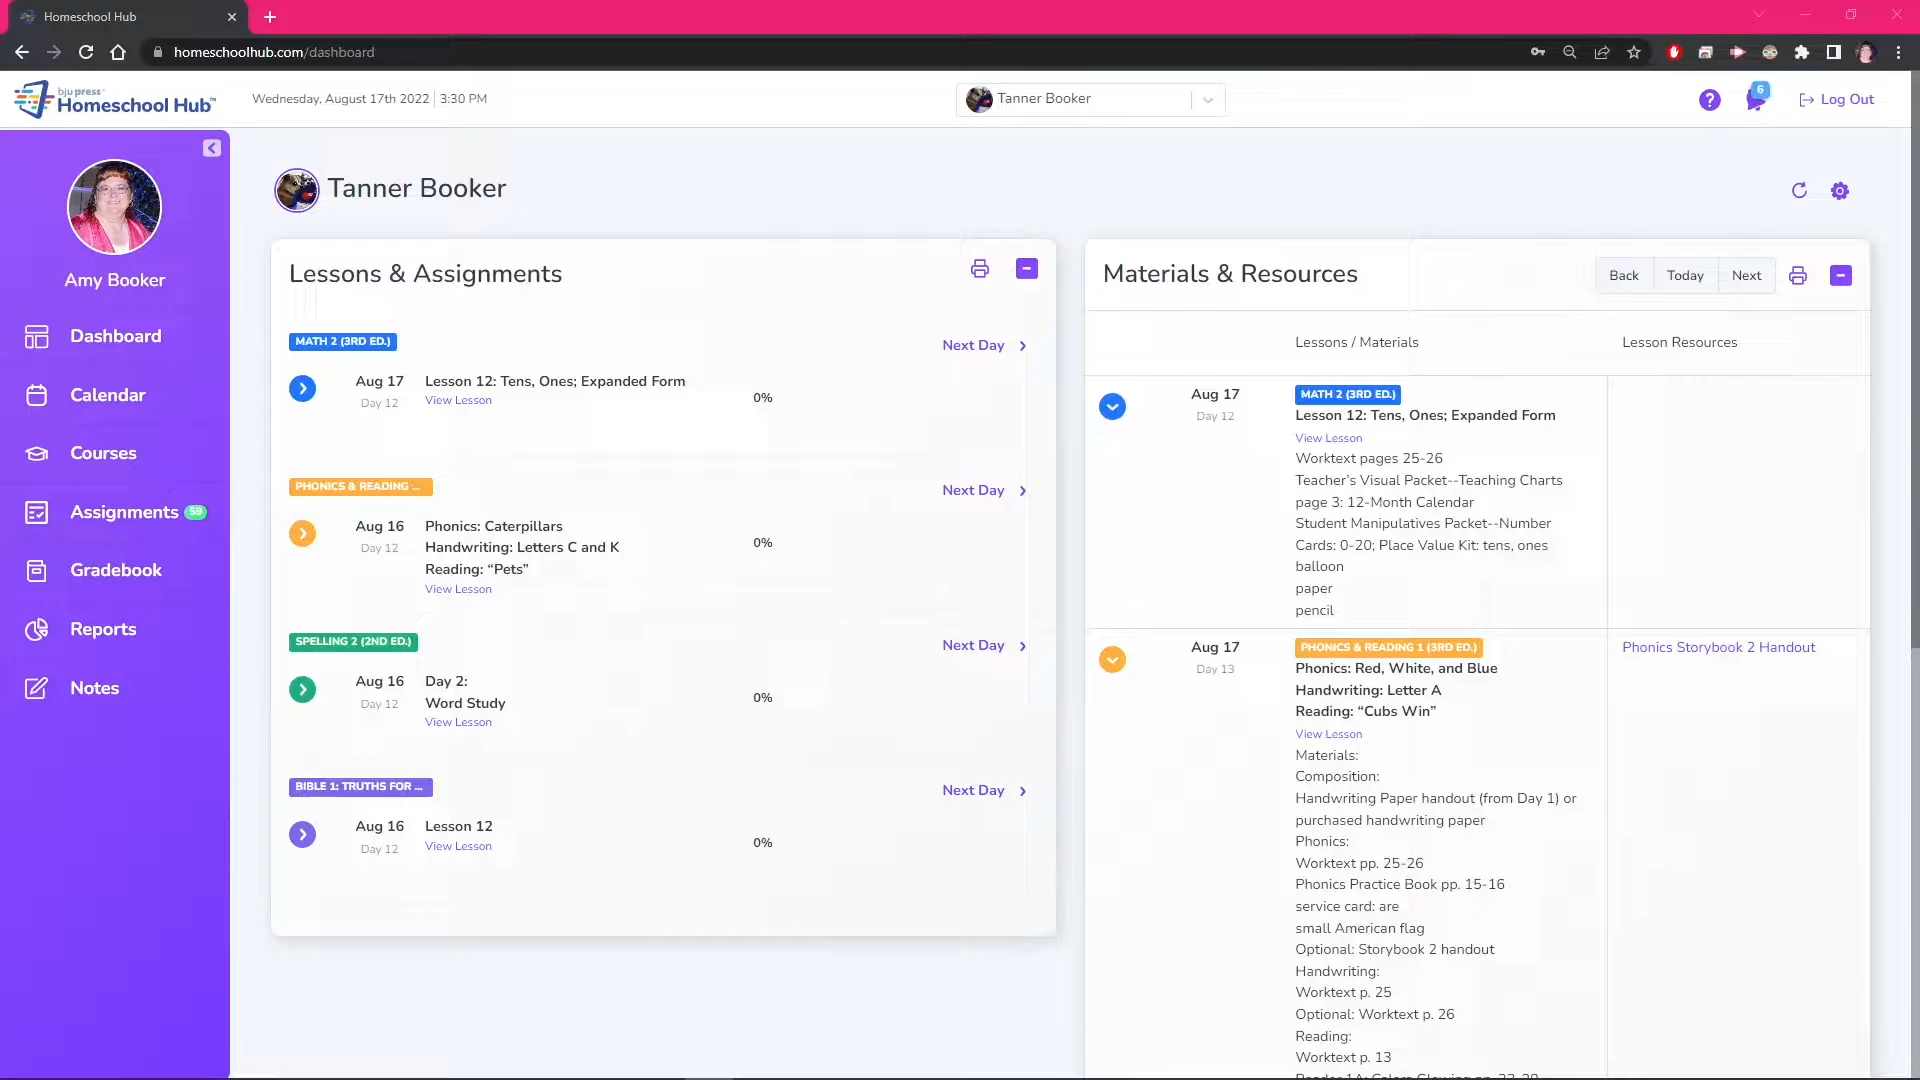 Homeschool Hub
homeschoolhub.com/dashboard
bju press
Homeschool Hub™
Wednesday, August 17th 2022 | 3:30 PM
Tanner Booker
6
Log Out
Amy Booker
Dashboard
Calendar
Courses
Assignments 59
Gradebook
Reports
Notes
Tanner Booker
Lessons & Assignments
MATH 2 (3RD ED.)
Next Day
Aug 17
Day 12
Lesson 12: Tens, Ones; Expanded Form
View Lesson
0%
PHONICS & READING ...
Next Day
Aug 16
Day 12
Phonics: Caterpillars
Handwriting: Letters C and K
Reading: “Pets”
View Lesson
0%
SPELLING 2 (2ND ED.)
Next Day
Aug 16
Day 12
Day 2:
Word Study
View Lesson
0%
BIBLE 1: TRUTHS FOR ...
Next Day
Aug 16
Day 12
Lesson 12
View Lesson
0%
Materials & Resources
Back
Today
Next
Lessons / Materials
Lesson Resources
Aug 17
Day 12
MATH 2 (3RD ED.)
Lesson 12: Tens, Ones; Expanded Form
View Lesson
Worktext pages 25-26
Teacher’s Visual Packet--Teaching Charts
page 3: 12-Month Calendar
Student Manipulatives Packet--Number
Cards: 0-20; Place Value Kit: tens, ones
balloon
paper
pencil
Aug 17
Day 13
PHONICS & READING 1 (3RD ED.)
Phonics: Red, White, and Blue
Handwriting: Letter A
Reading: “Cubs Win”
View Lesson
Materials:
Composition:
Handwriting Paper handout (from Day 1) or
purchased handwriting paper
Phonics:
Worktext pp. 25-26
Phonics Practice Book pp. 15-16
service card: are
small American flag
Optional: Storybook 2 handout
Handwriting:
Worktext p. 25
Optional: Worktext p. 26
Reading:
Worktext p. 13
Phonics Storybook 2 Handout